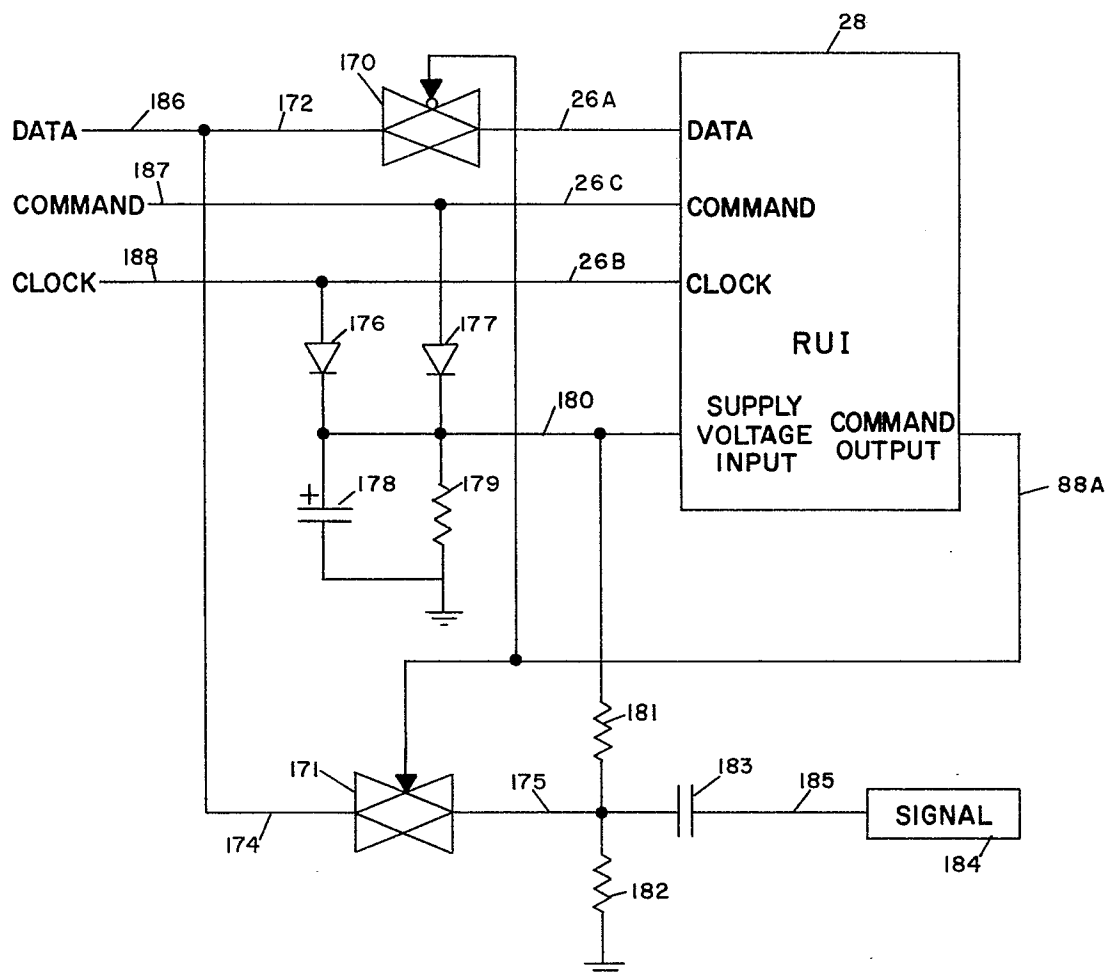 28
170
186
172
26A
DATA
DATA
187
26C
COMMAND
COMMAND
188
26B
CLOCK
CLOCK
176
177
RUI
180
SUPPLY
VOLTAGE
INPUT
COMMAND
OUTPUT
+
178
179
88A
181
171
175
183
185
SIGNAL
174
184
182